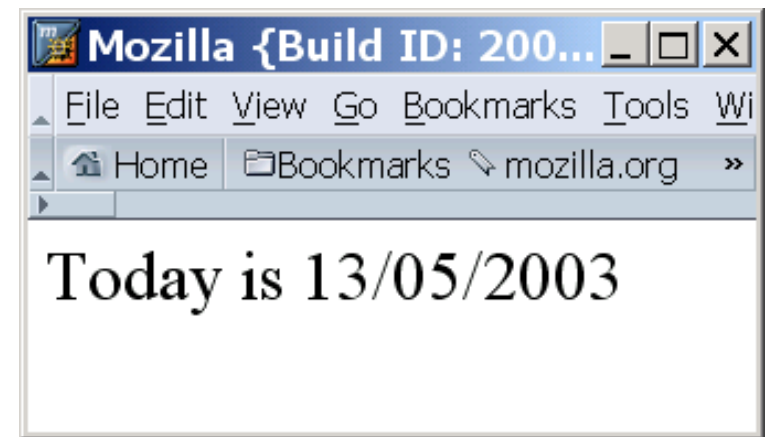 Mozilla {Build ID: 200...
File Edit View Go Bookmarks Tools Wi
Home Bookmarks mozilla.org »
Today is 13/05/2003